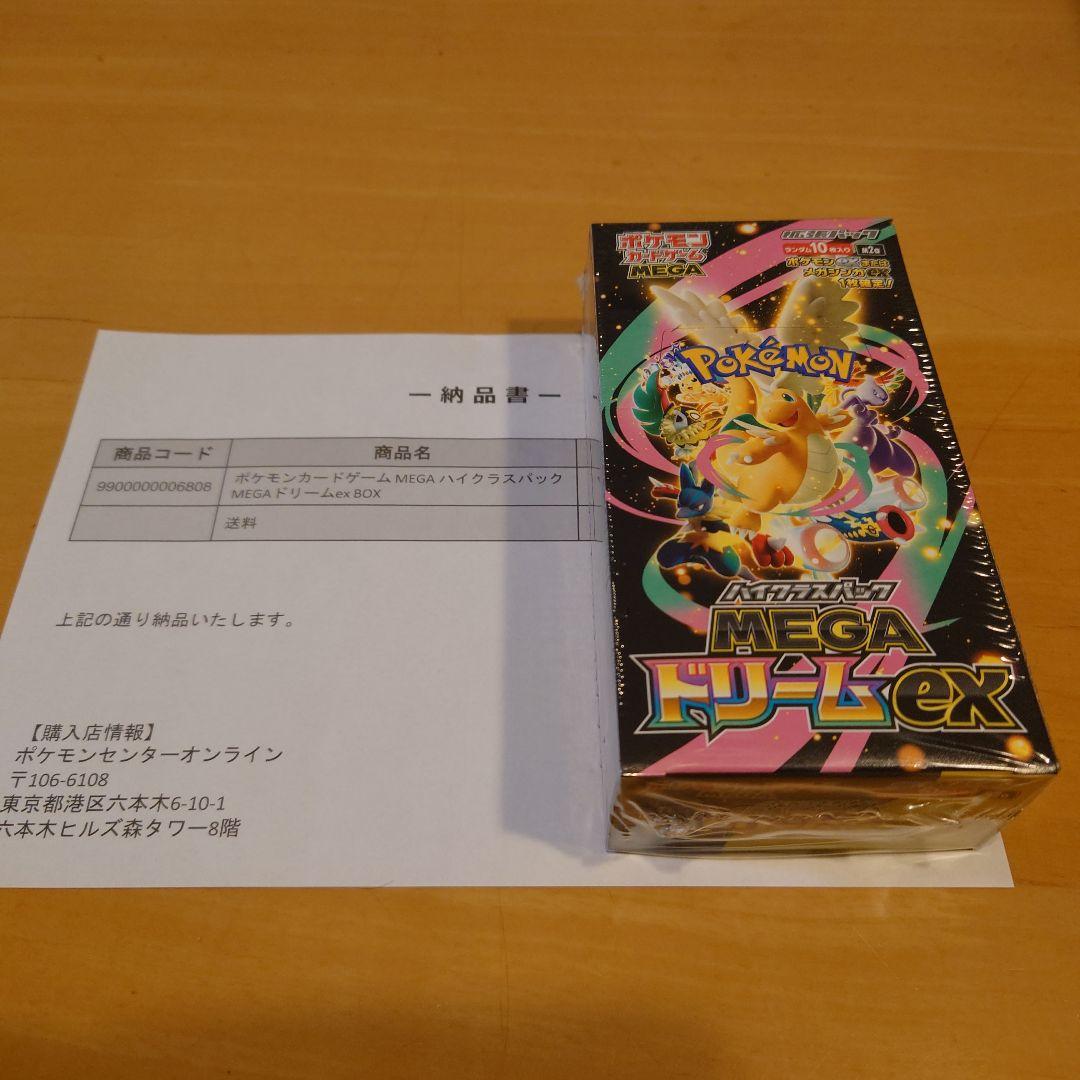 ー納品書ー
商品コード 商品名
9900000006808 ポケモンカードゲーム MEGA ハイクラスパック
MEGAドリームex BOX
送料
上記の通り納品いたします。
【購入店情報】
ポケモンセンターオンライン
〒106-6108
東京都港区六本木6-10-1
六本木ヒルズ森タワー8階
ポケモン
カードゲーム
MEGA
拡張パック
ランダム10枚入り
ポケモンexまたは
メガシンカex
1枚確定!
POKéMON
ハイクラスパック
MEGA
ドリームex